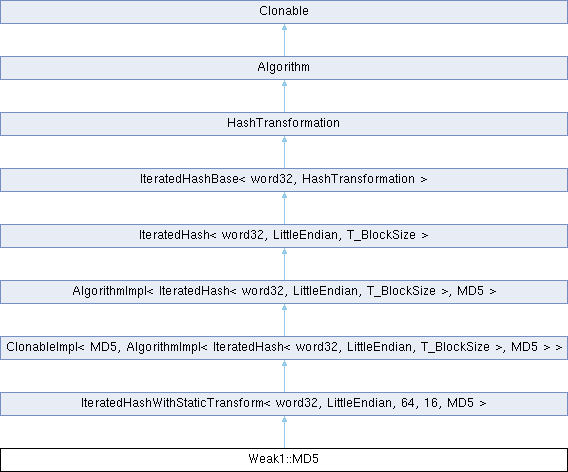 Clonable
Algorithm
HashTransformation
IteratedHashBase< word32, HashTransformation >
IteratedHash< word32, LittleEndian, T_BlockSize >
AlgorithmImpl< IteratedHash< word32, LittleEndian, T_BlockSize >, MD5 >
ClonableImpl< MD5, AlgorithmImpl< IteratedHash< word32, LittleEndian, T_BlockSize >, MD5 > >
IteratedHashWithStaticTransform< word32, LittleEndian, 64, 16, MD5 >
Weak1::MD5